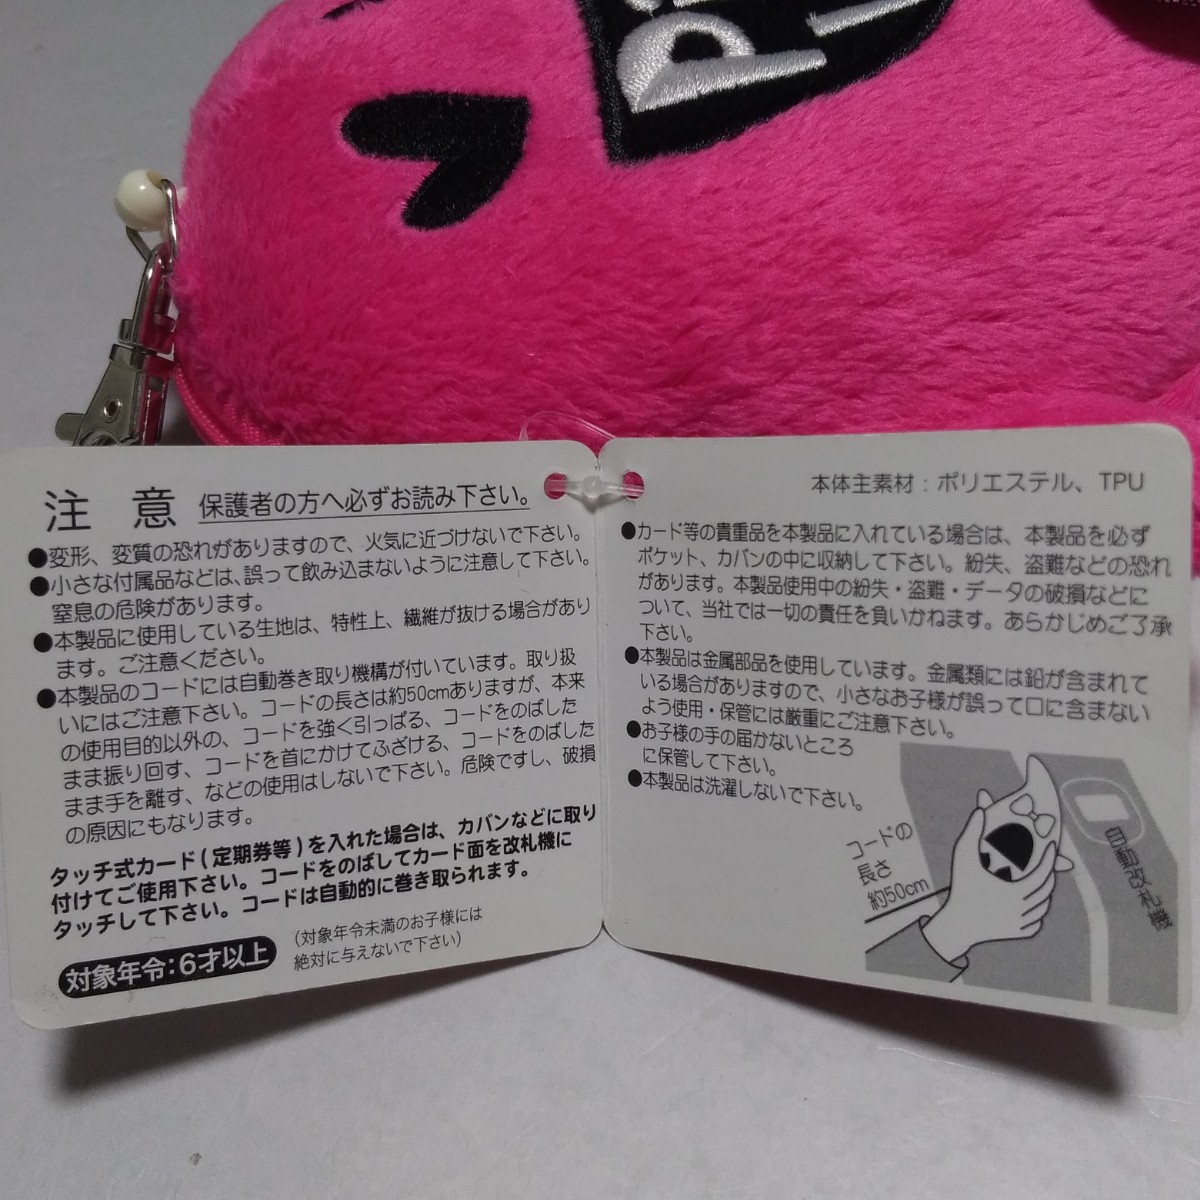 注 意 保護者の方へ必ずお読み下さい。
●変形、変質の恐れがありますので、火気に近づけないで下さい。
●小さな付属品などは、誤って飲み込まないように注意して下さい。
窒息の危険があります。
●本製品に使用している生地は、特性上、繊維が抜ける場合があり
ます。ご注意ください。
●本製品のコードには自動巻き取り機構が付いています。取り扱
いにはご注意下さい。コードの長さは約50cmありますが、本来
の使用目的以外の、コードを強く引っぱる、コードをのばした
まま振り回す、コードを首にかけてふざける、コードをのばした
まま手を離す、などの使用はしないで下さい。危険ですし、破損
の原因にもなります。
タッチ式カード(定期券等)を入れた場合は、カバンなどに取り
付けてご使用下さい。コードをのばしてカード面を改札機に
タッチして下さい。コードは自動的に巻き取られます。
対象年令:6才以上
(対象年令未満のお子様には
絶対に与えないで下さい)
本体主素材:ポリエステル、TPU
●カード等の貴重品を本製品に入れている場合は、本製品を必ず
ポケット、カバンの中に収納して下さい。紛失、盗難などの恐れ
があります。本製品使用中の紛失・盗難・データの破損などに
ついて、当社では一切の責任を負いかねます。あらかじめご了承
下さい。
●本製品は金属部品を使用しています。金属類には鉛が含まれて
いる場合がありますので、小さなお子様が誤って口に含まない
よう使用・保管には厳重にご注意下さい。
●お子様の手の届かないところ
に保管して下さい。
●本製品は洗濯しないで下さい。
コードの
長さ
約50cm
自動改札機